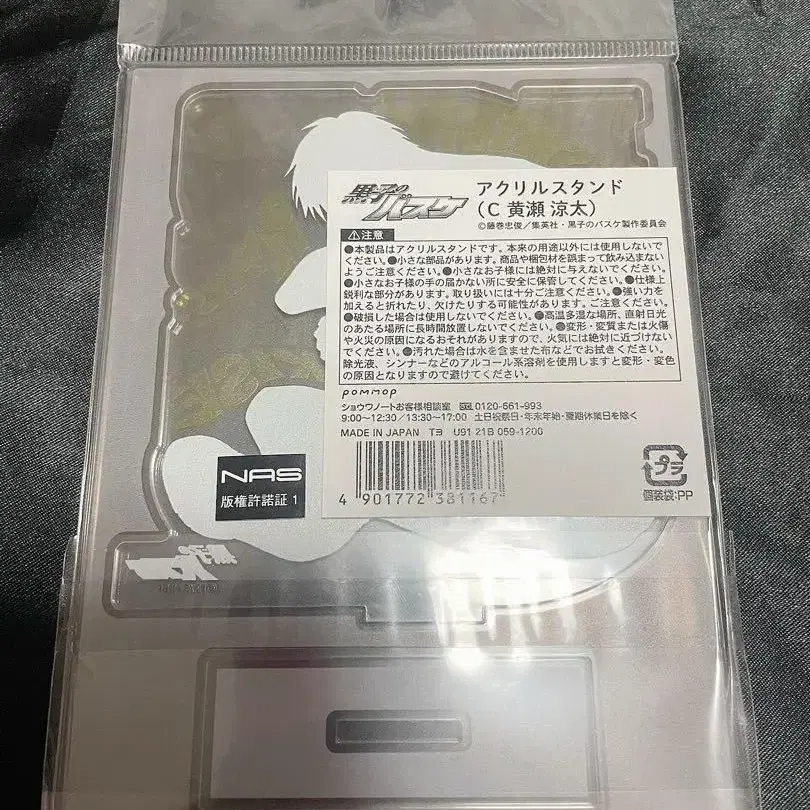 黒子のバスケ
アクリルスタンド
(C 黄瀬 涼太)
©藤巻忠俊/集英社・黒子のバスケ製作委員会
⚠注意
●本製品はアクリルスタンドです。本来の用途以外には使用しないで
ください。●小さな部品があります。商品や梱包材を誤って飲み込まない
ようご注意ください。●小さなお子様には絶対に与えないでください。
●小さなお子様の手の届かない所に安全に保管してください。●仕様上
鋭利な部分があります。取り扱いには十分ご注意ください。●強い力を
加えると折れたり、欠けたりする可能性があります。ご注意ください。
●破損した場合は使用しないでください。●高温多湿な場所、直射日光
のあたる場所に長時間放置しないでください。●変形・変質または火傷
や火災の原因になるおそれがありますので、火気には絶対に近づけない
でください。●汚れた場合は水を含ませた布などでお拭きください。
除光液、シンナーなどのアルコール系溶剤を使用しますと変形・変色
の原因となりますので避けてください。
pommop
ショウワノートお客様相談室 0120-661-993
9:00~12:30/13:30~17:00 土日祝祭日・年末年始・夏期休業日を除く
MADE IN JAPAN Tヨ U91 21B 059-1200
4 901772 381167
プラ
個装袋:PP
NAS
版権許諾証 1